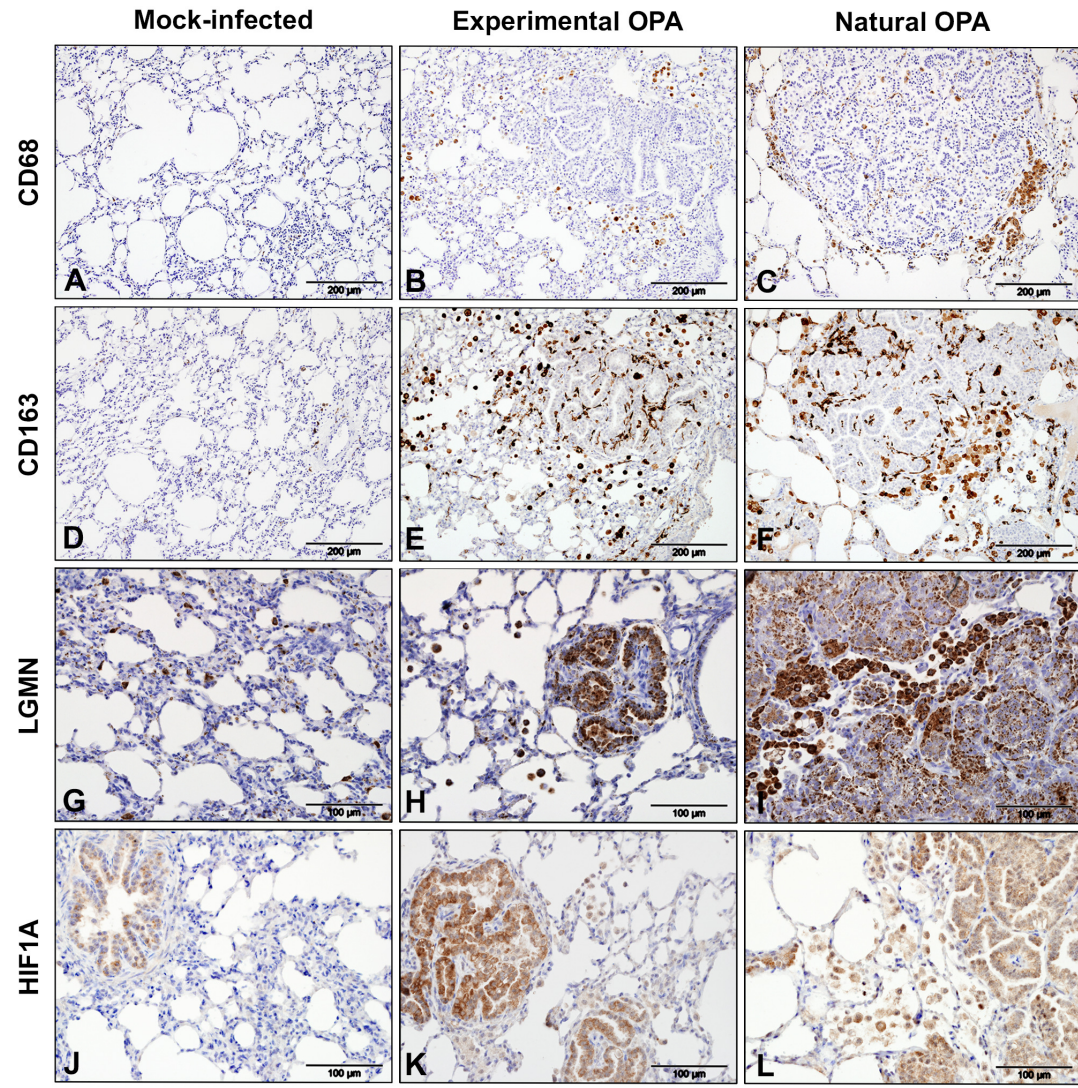 Mock-infected Experimental OPA Natural OPA
CD68
A 200 µm B 200 µm C 200 µm
CD163
D 200 µm E 200 µm F 200 µm
LGMN
G 100 µm H 100 µm I 100 µm
HIF1A
J 100 µm K 100 µm L 100 µm